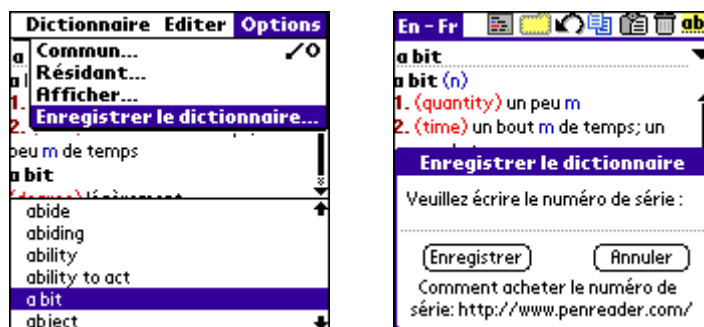 Dictionnaire Editer Options
Commun... ✓O
Résidant...
Afficher...
Enregistrer le dictionnaire...
1.
2.
peu m de temps
a bit
abide
abiding
ability
ability to act
a bit
abject
En - Fr
ab
a bit
a bit (n)
1. (quantity) un peu m
2. (time) un bout m de temps; un
Enregistrer le dictionnaire
Veuillez écrire le numéro de série :
Enregistrer Annuler
Comment acheter le numéro de
série: http://www.penreader.com/